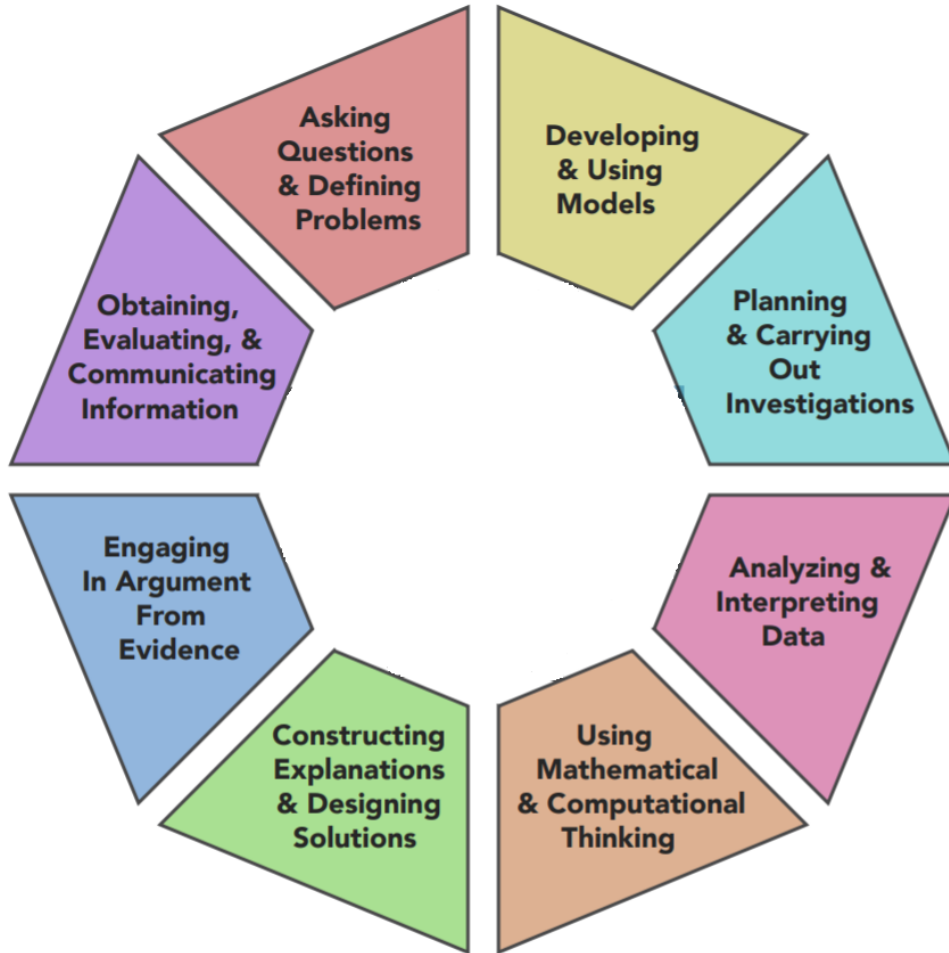 Asking
Questions
& Defining
Problems
Developing
& Using
Models
Planning
& Carrying
Out
Investigations
Analyzing &
Interpreting
Data
Using
Mathematical
& Computational
Thinking
Constructing
Explanations
& Designing
Solutions
Engaging
In Argument
From
Evidence
Obtaining,
Evaluating, &
Communicating
Information